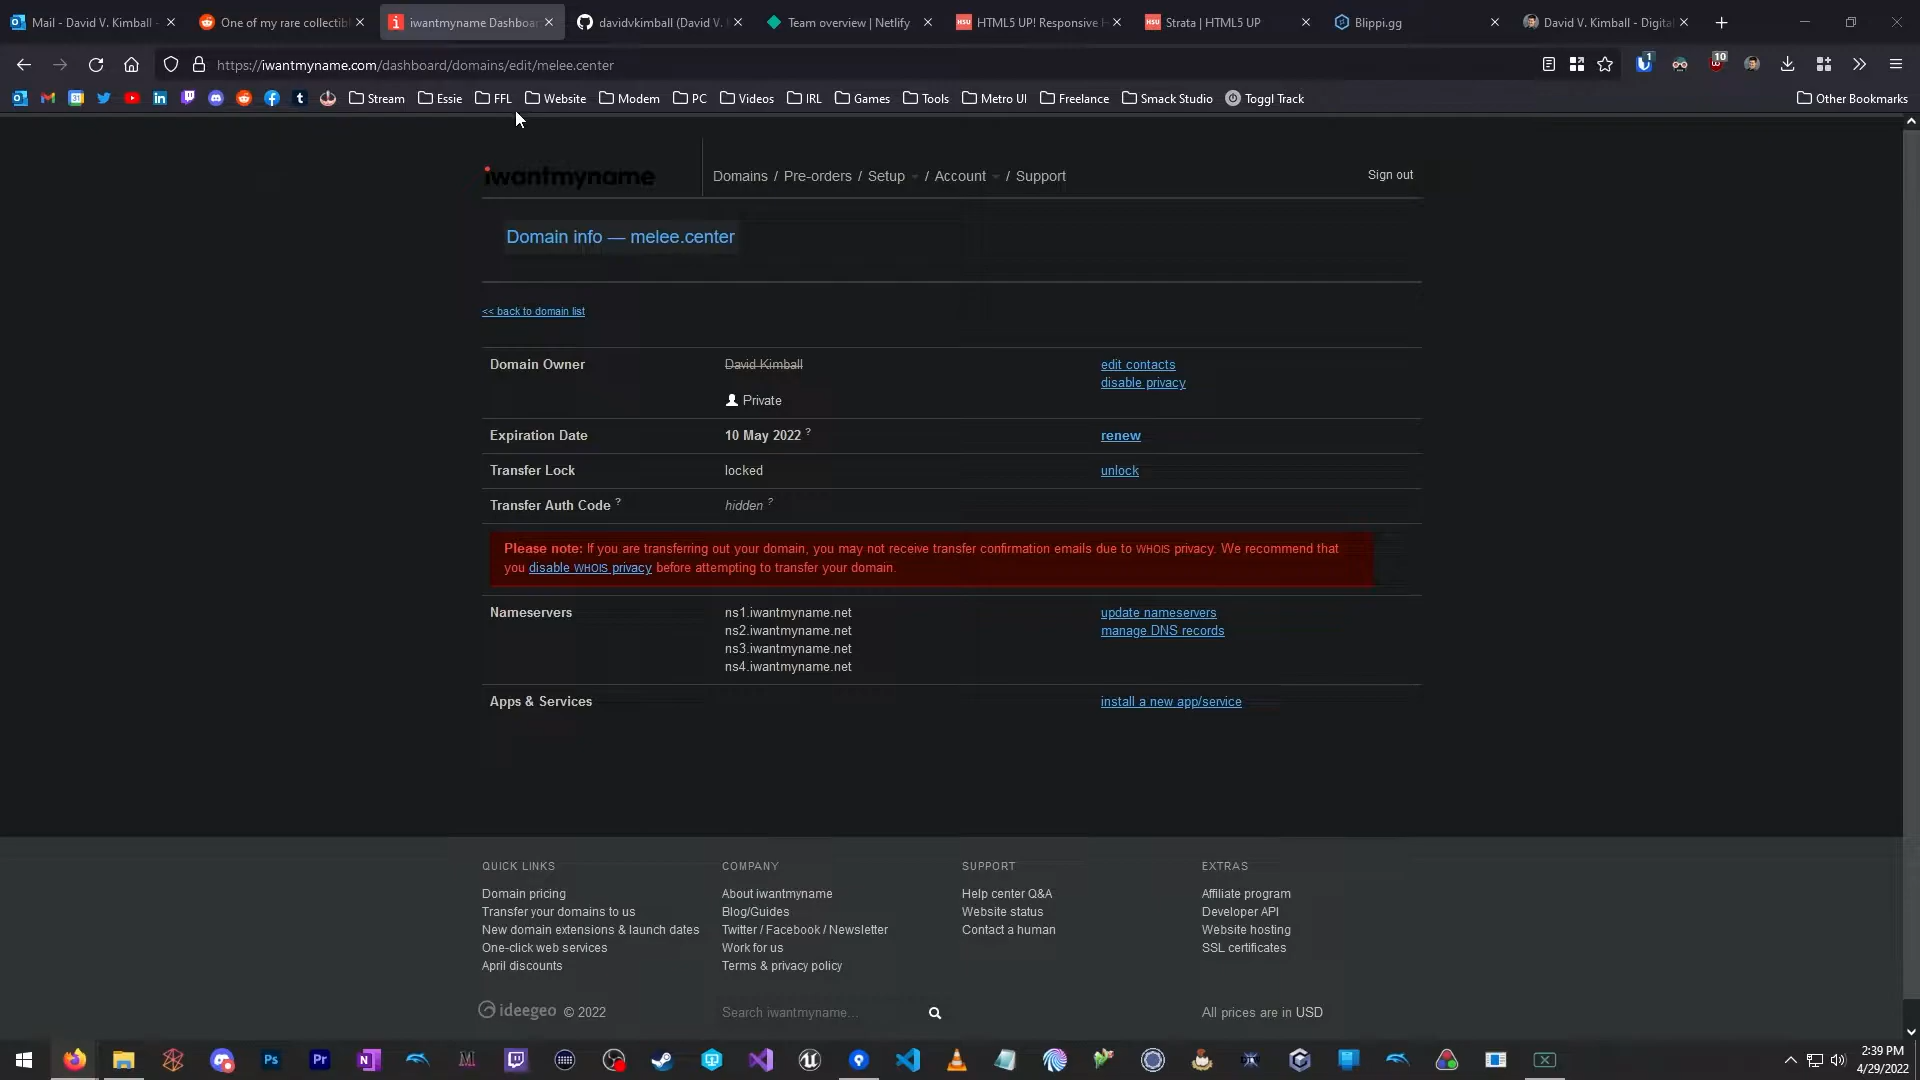 Mail - David V. Kimball -
One of my rare collectibl
iwantmyname Dashboar
davidvkimball (David V.
Team overview | Netlify
HTML5 UP! Responsive H
Strata | HTML5 UP
Blippi.gg
David V. Kimball - Digita
https://iwantmyname.com/dashboard/domains/edit/melee.center
1
10
Stream
Essie
FFL
Website
Modem
PC
Videos
IRL
Games
Tools
Metro UI
Freelance
Smack Studio
Toggl Track
Other Bookmarks
iwantmyname
Domains / Pre-orders / Setup / Account / Support
Sign out
Domain info — melee.center
<< back to domain list
Domain Owner
David Kimball
edit contacts
disable privacy
Private
Expiration Date
10 May 2022 ?
renew
Transfer Lock
locked
unlock
Transfer Auth Code ?
hidden ?
Please note: If you are transferring out your domain, you may not receive transfer confirmation emails due to WHOIS privacy. We recommend that
you disable WHOIS privacy before attempting to transfer your domain.
Nameservers
ns1.iwantmyname.net
ns2.iwantmyname.net
ns3.iwantmyname.net
ns4.iwantmyname.net
update nameservers
manage DNS records
Apps & Services
install a new app/service
QUICK LINKS
Domain pricing
Transfer your domains to us
New domain extensions & launch dates
One-click web services
April discounts
COMPANY
About iwantmyname
Blog/Guides
Twitter / Facebook / Newsletter
Work for us
Terms & privacy policy
SUPPORT
Help center Q&A
Website status
Contact a human
EXTRAS
Affiliate program
Developer API
Website hosting
SSL certificates
ideegeo © 2022
Search iwantmyname...
All prices are in USD
2:39 PM
4/29/2022